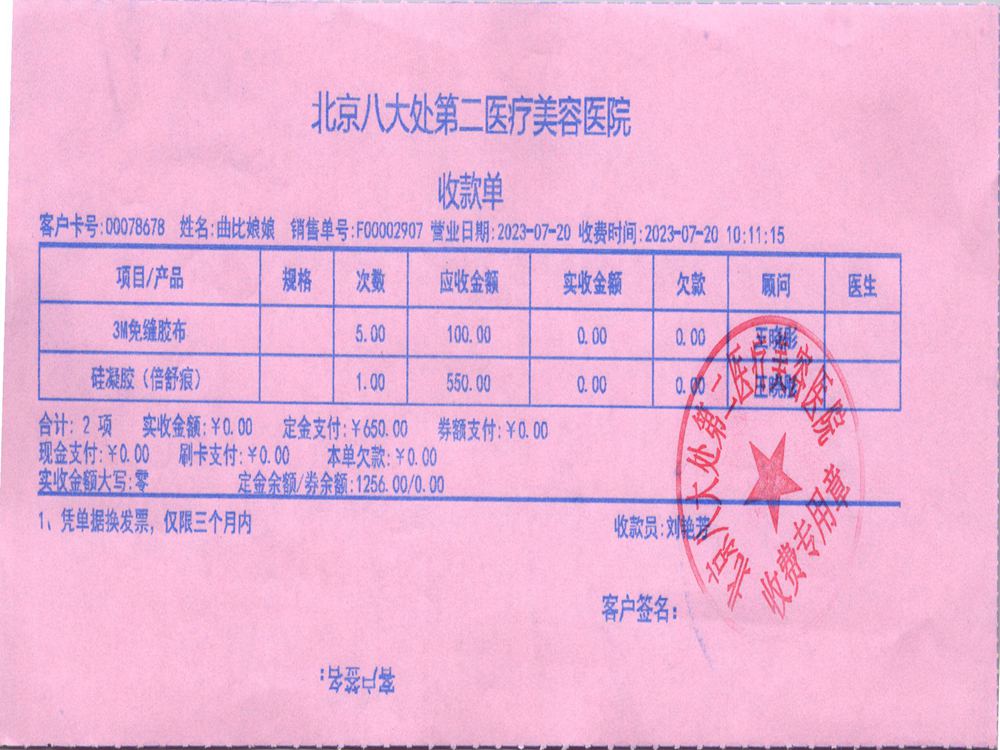 北京八大处第二医疗美容医院
收款单
客户卡号:00078678 姓名:曲比娘娘 销售单号:F00002907 营业日期:2023-07-20 收费时间:2023-07-20 10:11:15
项目/产品 规格 次数 应收金额 实收金额 欠款 顾问 医生
3M免缝胶布 5.00 100.00 0.00 0.00 王晓彤
硅凝胶（倍舒痕） 1.00 550.00 0.00 0.00 王晓彤
合计: 2 项 实收金额:￥0.00 定金支付:￥650.00 券额支付:￥0.00
现金支付:￥0.00 刷卡支付:￥0.00 本单欠款:￥0.00
实收金额大写:零 定金余额/券余额:1256.00/0.00
1、凭单据换发票，仅限三个月内 收款员:刘艳芳
客户签名:
客户签名:
北京八大处第二医疗美容医院
收费专用章